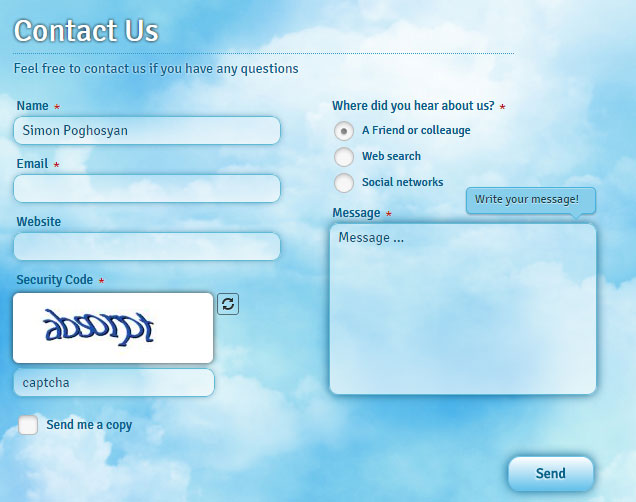 Contact Us
Feel free to contact us if you have any questions
Name *
Simon Poghosyan
Email *
Website
Security Code *
absorpt
captcha
Send me a copy
Where did you hear about us? *
A Friend or colleauge
Web search
Social networks
Write your message!
Message *
Message ...
Send